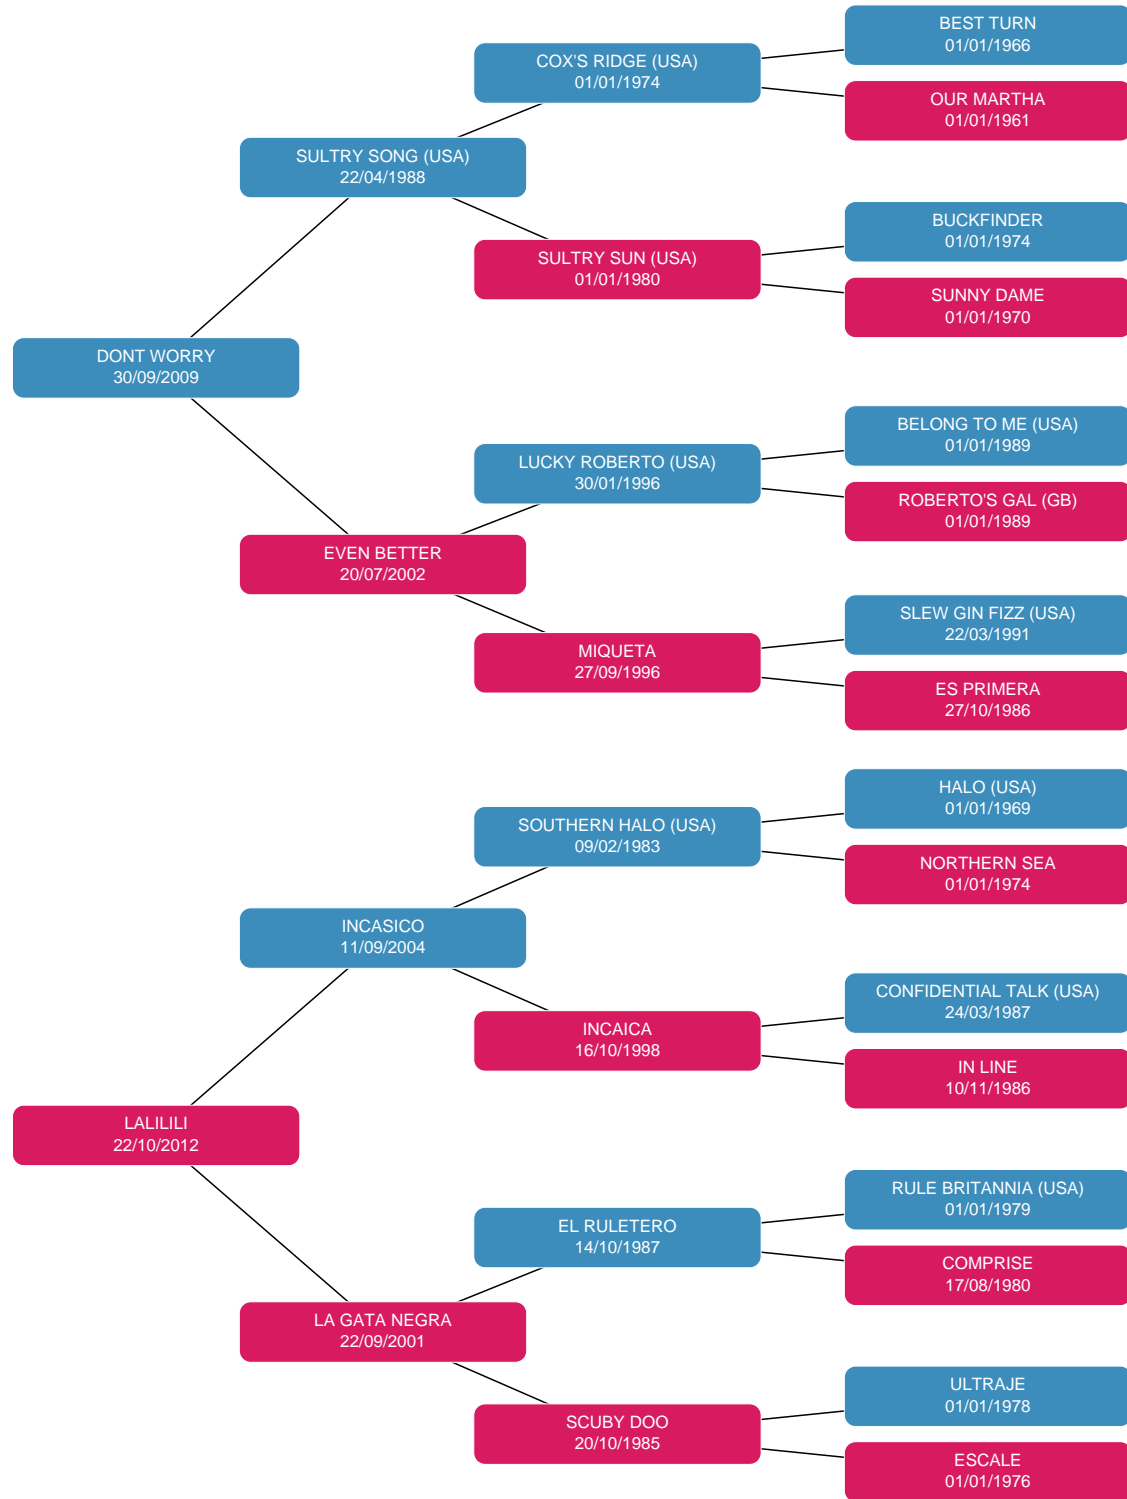 BEST TURN
01/01/1966
COX'S RIDGE (USA)
01/01/1974
OUR MARTHA
01/01/1961
SULTRY SONG (USA)
22/04/1988
BUCKFINDER
01/01/1974
SULTRY SUN (USA)
01/01/1980
SUNNY DAME
01/01/1970
DONT WORRY
30/09/2009
BELONG TO ME (USA)
01/01/1989
LUCKY ROBERTO (USA)
30/01/1996
ROBERTO'S GAL (GB)
01/01/1989
EVEN BETTER
20/07/2002
SLEW GIN FIZZ (USA)
22/03/1991
MIQUETA
27/09/1996
ES PRIMERA
27/10/1986
HALO (USA)
01/01/1969
SOUTHERN HALO (USA)
09/02/1983
NORTHERN SEA
01/01/1974
INCASICO
11/09/2004
CONFIDENTIAL TALK (USA)
24/03/1987
INCAICA
16/10/1998
IN LINE
10/11/1986
LALILILI
22/10/2012
RULE BRITANNIA (USA)
01/01/1979
EL RULETERO
14/10/1987
COMPRISE
17/08/1980
LA GATA NEGRA
22/09/2001
ULTRAJE
01/01/1978
SCUBY DOO
20/10/1985
ESCALE
01/01/1976